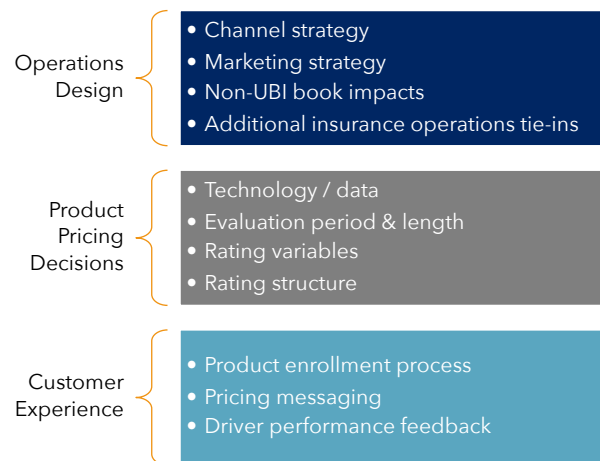 Operations
Design
• Channel strategy
• Marketing strategy
• Non-UBI book impacts
• Additional insurance operations tie-ins
Product
Pricing
Decisions
• Technology / data
• Evaluation period & length
• Rating variables
• Rating structure
Customer
Experience
• Product enrollment process
• Pricing messaging
• Driver performance feedback